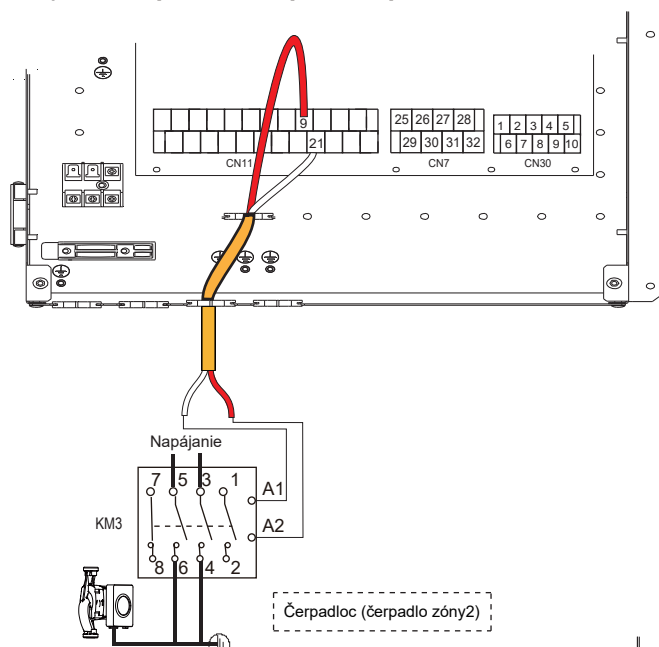 9
25 26 27 28
1 2 3 4 5
21
29 30 31 32
6 7 8 9 10
CN11
CN7
CN30
Napájanie
7 5 3 1
A1
KM3
A2
8 6 4 2
Čerpadloc (čerpadlo zóny2)